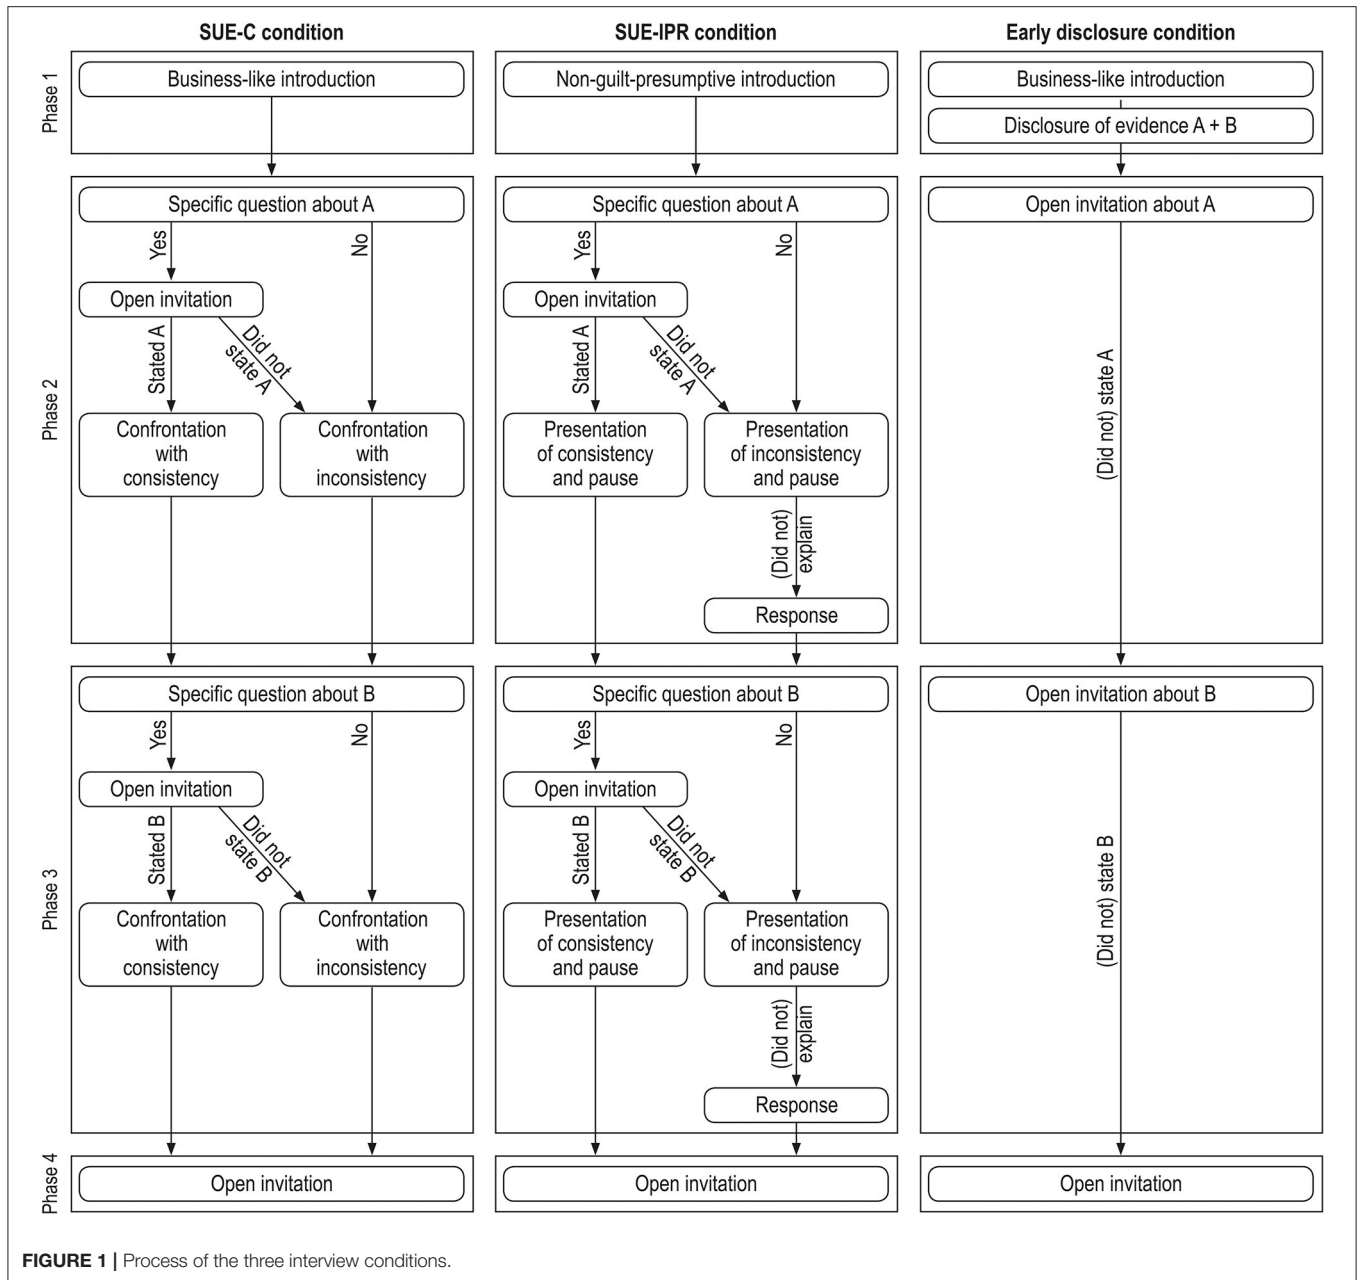 SUE-C condition
SUE-IPR condition
Early disclosure condition
Phase 1
Business-like introduction
Non-guilt-presumptive introduction
Business-like introduction
Disclosure of evidence A + B
Phase 2
Specific question about A
Yes
No
Open invitation
Stated A
Did not
state A
Confrontation
with
consistency
Confrontation
with
inconsistency
Specific question about A
Yes
No
Open invitation
Stated A
Did not
state A
Presentation
of consistency
and pause
Presentation
of inconsistency
and pause
(Did not)
explain
Response
Open invitation about A
(Did not) state A
Phase 3
Specific question about B
Yes
No
Open invitation
Stated B
Did not
state B
Confrontation
with
consistency
Confrontation
with
inconsistency
Specific question about B
Yes
No
Open invitation
Stated B
Did not
state B
Presentation
of consistency
and pause
Presentation
of inconsistency
and pause
(Did not)
explain
Response
Open invitation about B
(Did not) state B
Phase 4
Open invitation
Open invitation
Open invitation
FIGURE 1 | Process of the three interview conditions.